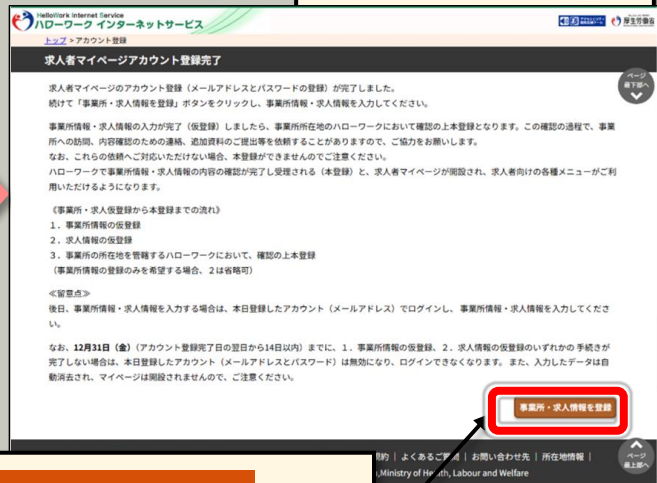 HelloWork Internet Service
ハローワーク インターネットサービス
厚生労働省
トップ > アカウント登録
求人者マイページアカウント登録完了
ページ
最下部へ
求人者マイページのアカウント登録（メールアドレスとパスワードの登録）が完了しました。
続けて「事業所・求人情報を登録」ボタンをクリックし、事業所情報・求人情報を入力してください。
事業所情報・求人情報の入力が完了（仮登録）しましたら、事業所所在地のハローワークにおいて確認の上本登録となります。この確認の過程で、事業
所への訪問、内容確認のための連絡、追加資料のご提出等を依頼することがありますので、ご協力をお願いします。
なお、これらの依頼へご対応いただけない場合、本登録ができませんのでご注意ください。
ハローワークで事業所情報・求人情報の内容の確認が完了し受理される（本登録）と、求人者マイページが開設され、求人者向けの各種メニューがご利
用いただけるようになります。
《事業所・求人仮登録から本登録までの流れ》
1．事業所情報の仮登録
2．求人情報の仮登録
3．事業所の所在地を管轄するハローワークにおいて、確認の上本登録
（事業所情報の登録のみを希望する場合、2は省略可）
≪留意点≫
後日、事業所情報・求人情報を入力する場合は、本日登録したアカウント（メールアドレス）でログインし、 事業所情報・求人情報を入力してくださ
い。
なお、12月31日（金）（アカウント登録完了日の翌日から14日以内）までに、1．事業所情報の仮登録、2．求人情報の仮登録のいずれかの 手続きが
完了しない場合は、本日登録したアカウント（メールアドレスとパスワード）は無効になり、ログインできなくなります。 また、入力したデータは自
動消去され、マイページは開設されませんので、ご注意ください。
事業所・求人情報を登録
規約 | よくあるご質問 | お問い合わせ先 | 所在地情報 |
,Ministry of Health, Labour and Welfare
ページ
最上部へ